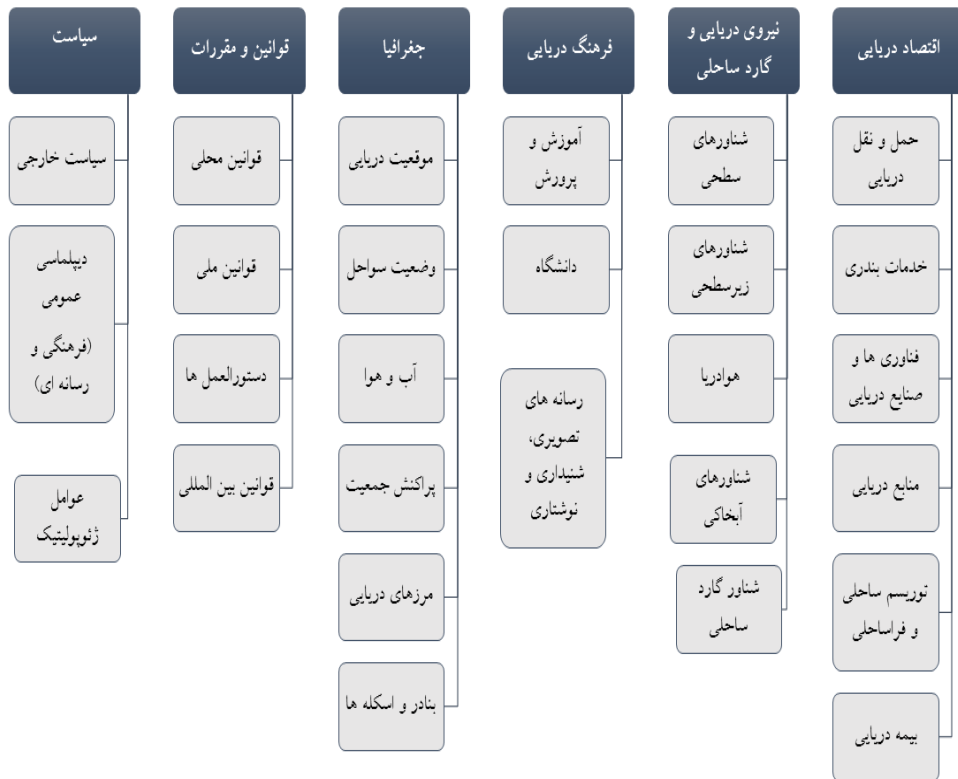 اقتصاد دریایی
حمل و نقل
دریایی
خدمات بندری
فناوری ها و
صنایع دریایی
منابع دریایی
توریسم ساحلی
و فراساحلی
بیمه دریایی
نیروی دریایی و
گارد ساحلی
شناورهای
سطحی
شناورهای
زیرسطحی
هوادریا
شناورهای
آبخاکی
شناور گارد
ساحلی
فرهنگ دریایی
آموزش و
پرورش
دانشگاه
رسانه های
تصویری،
شنیداری و
نوشتاری
جغرافیا
موقعیت دریایی
وضعیت سواحل
آب و هوا
پراکنش جمعیت
مرزهای دریایی
بنادر و اسکله ها
قوانین و مقررات
قوانین محلی
قوانین ملی
دستورالعمل ها
قوانین بین المللی
سیاست
سیاست خارجی
دیپلماسی
عمومی
(فرهنگی و
رسانه ای)
عوامل
ژئوپولیتیک